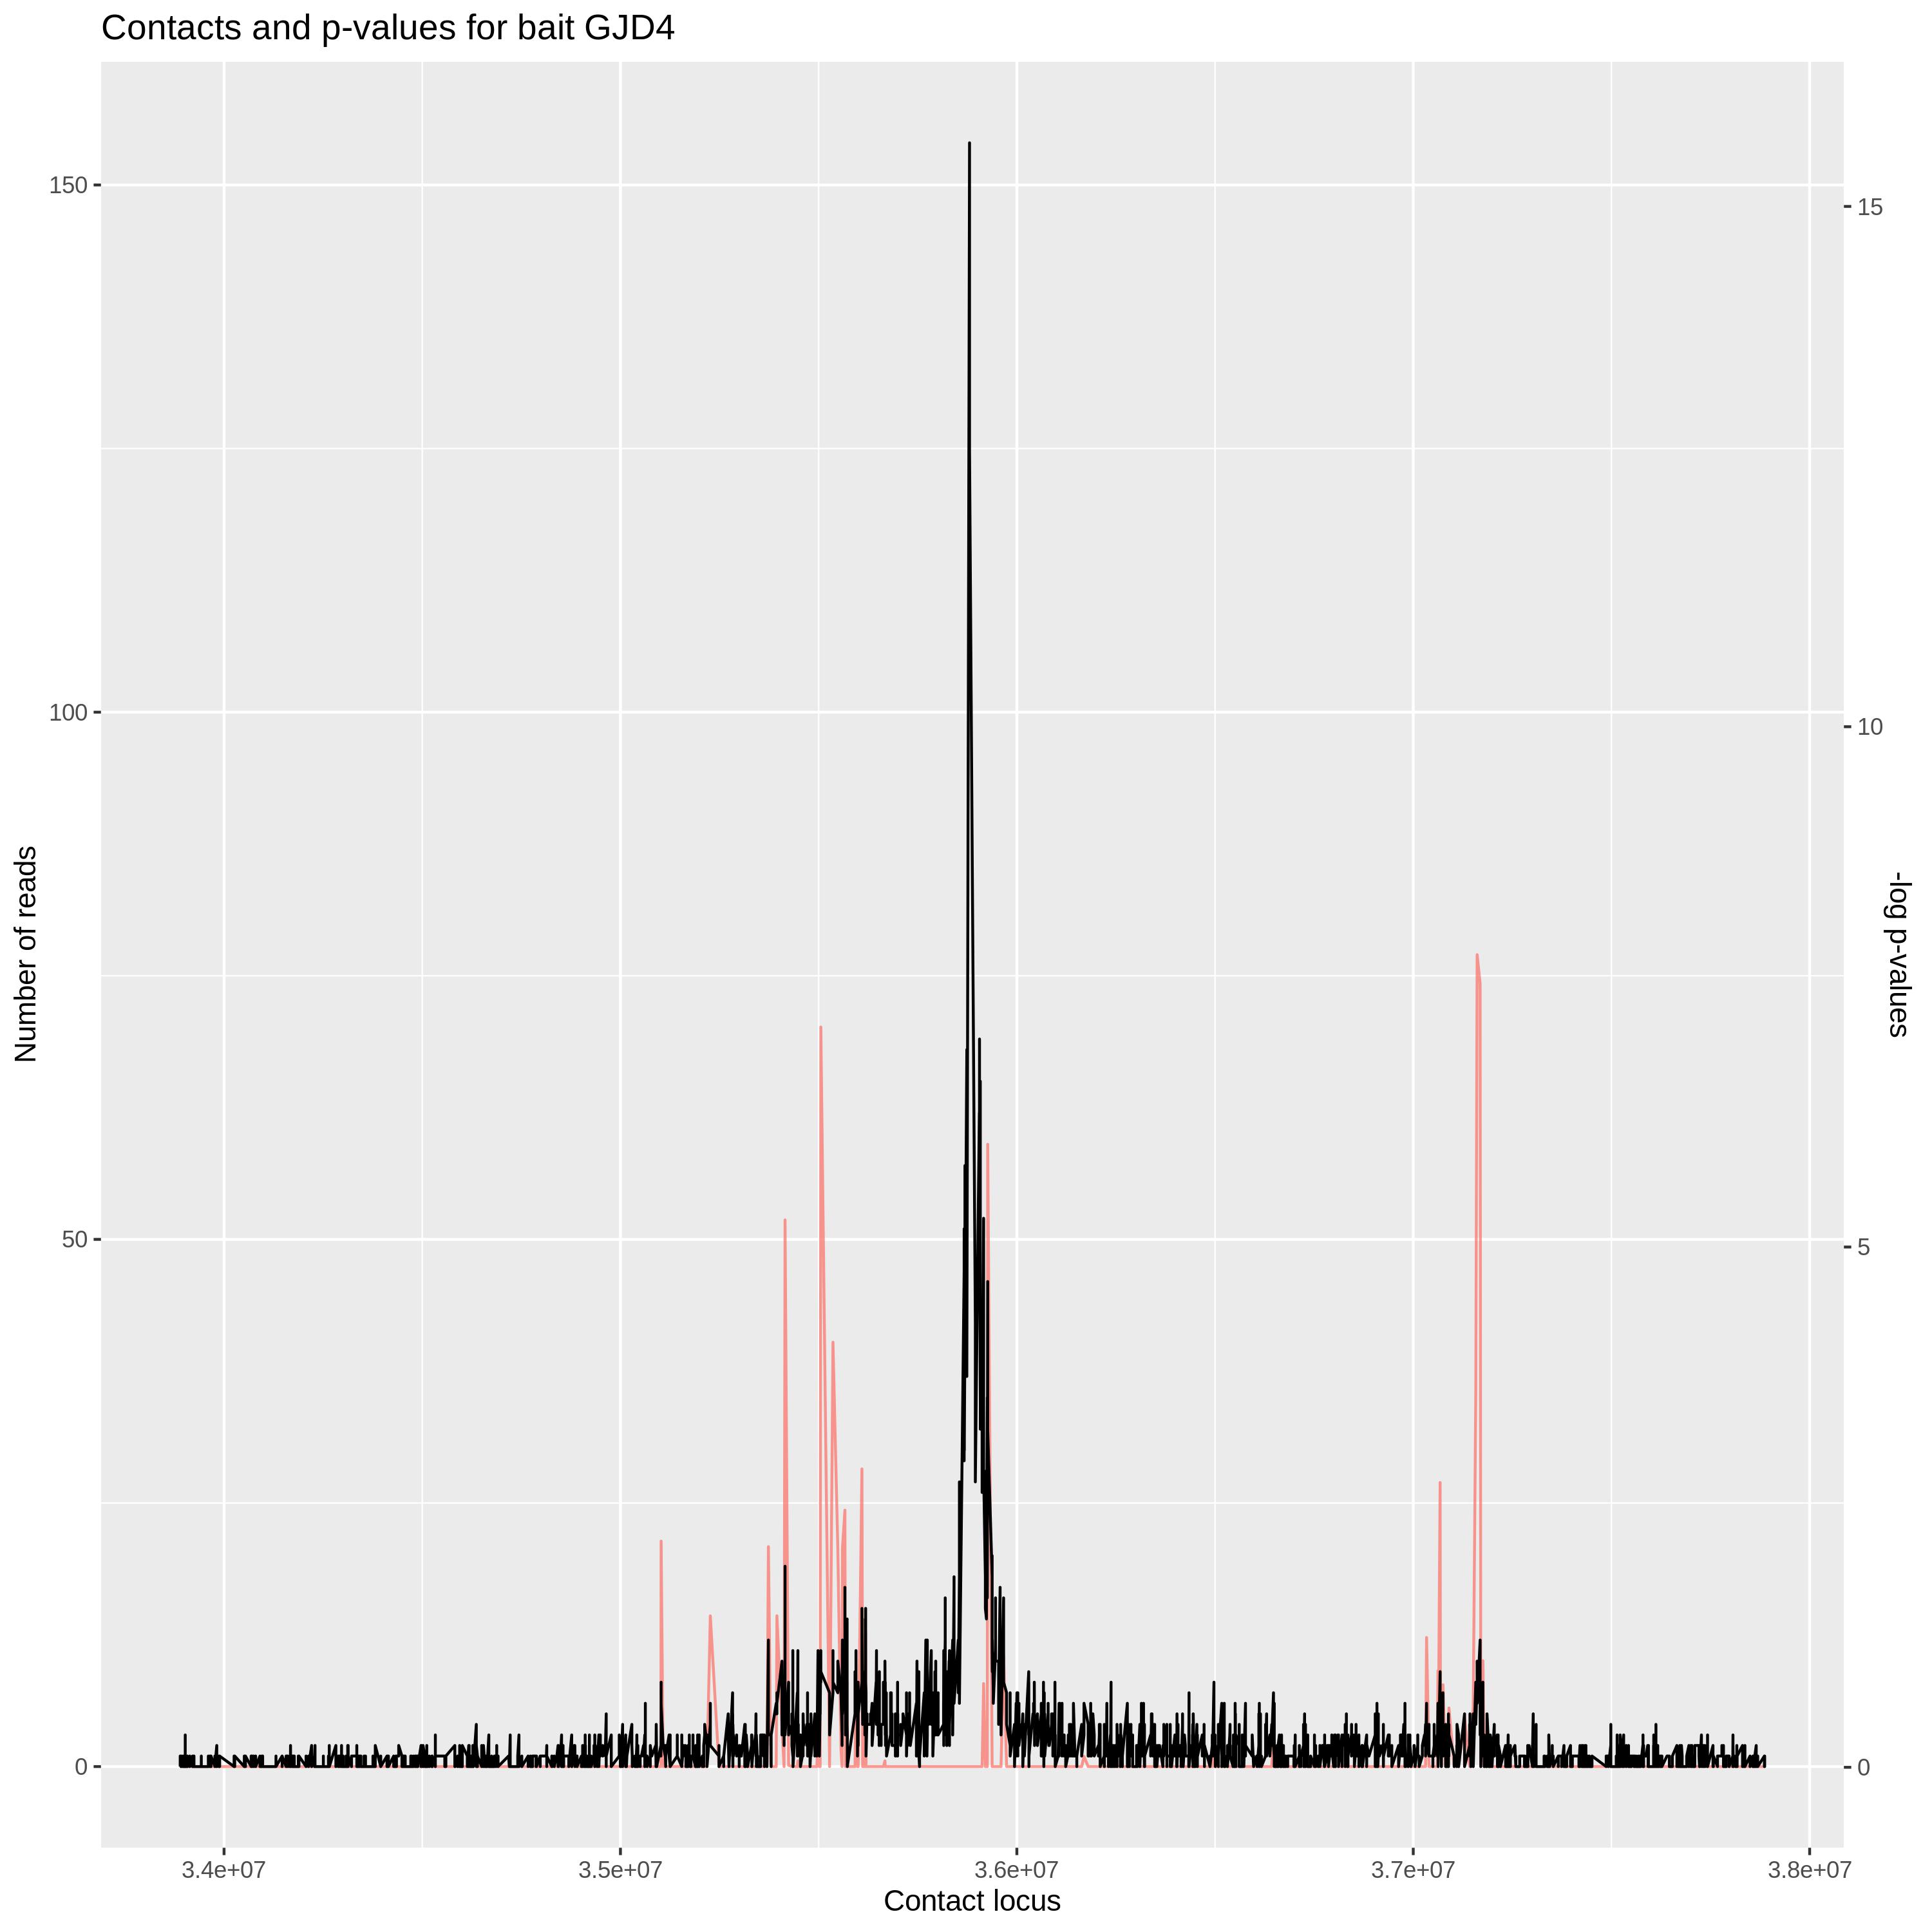 Contacts and p-values for bait GJD4
150
100
50
0
15
10
5
0
Number of reads
-log p-values
3.4e+07
3.5e+07
3.6e+07
3.7e+07
3.8e+07
Contact locus